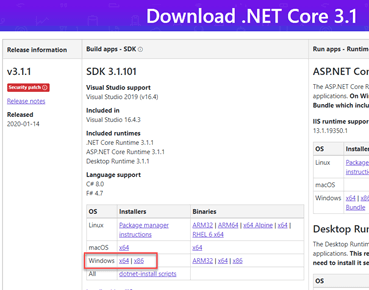 Download .NET Core 3.1
Release information
Build apps - SDK
Run apps - Runtime
v3.1.1
Security patch
Release notes
Released
2020-01-14
SDK 3.1.101
Visual Studio support
Visual Studio 2019 (v16.4)
Included in
Visual Studio 16.4.3
Included runtimes
.NET Core Runtime 3.1.1
ASP.NET Core Runtime 3.1.1
Desktop Runtime 3.1.1
Language support
C# 8.0
F# 4.7
OS Installers Binaries
Linux Package manager instructions ARM32 | ARM64 | x64 Alpine | x64 | RHEL 6 x64
macOS x64 x64
Windows x64 | x86 ARM32 | x64 | x86
All dotnet-install scripts
ASP.NET Core
The ASP.NET Core
applications. On Win
Bundle which includ
IIS runtime support
13.1.19350.1
OS Installers
Linux Package
instructio
macOS
Windows x64 | x86
Bundle
Desktop Run
The Desktop Runtime
applications. This re
need to install it se
OS